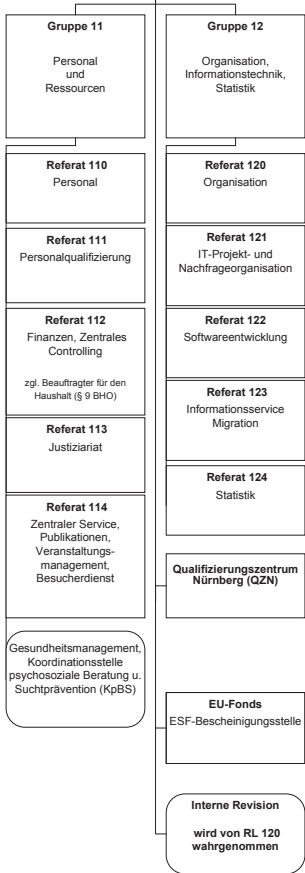 Gruppe 11
Personal
und
Ressourcen
Referat 110
Personal
Referat 111
Personalqualifizierung
Referat 112
Finanzen, Zentrales
Controlling
zgl. Beauftragter für den
Haushalt (§ 9 BHO)
Referat 113
Justiziariat
Referat 114
Zentraler Service,
Publikationen,
Veranstaltungs-
management,
Besucherdienst
Gesundheitsmanagement,
Koordinationsstelle
psychosoziale Beratung u.
Suchtprävention (KpBS)
Gruppe 12
Organisation,
Informationstechnik,
Statistik
Referat 120
Organisation
Referat 121
IT-Projekt- und
Nachfrageorganisation
Referat 122
Softwareentwicklung
Referat 123
Informationsservice
Migration
Referat 124
Statistik
Qualifizierungszentrum
Nürnberg (QZN)
EU-Fonds
ESF-Bescheinigungsstelle
Interne Revision
wird von RL 120
wahrgenommen